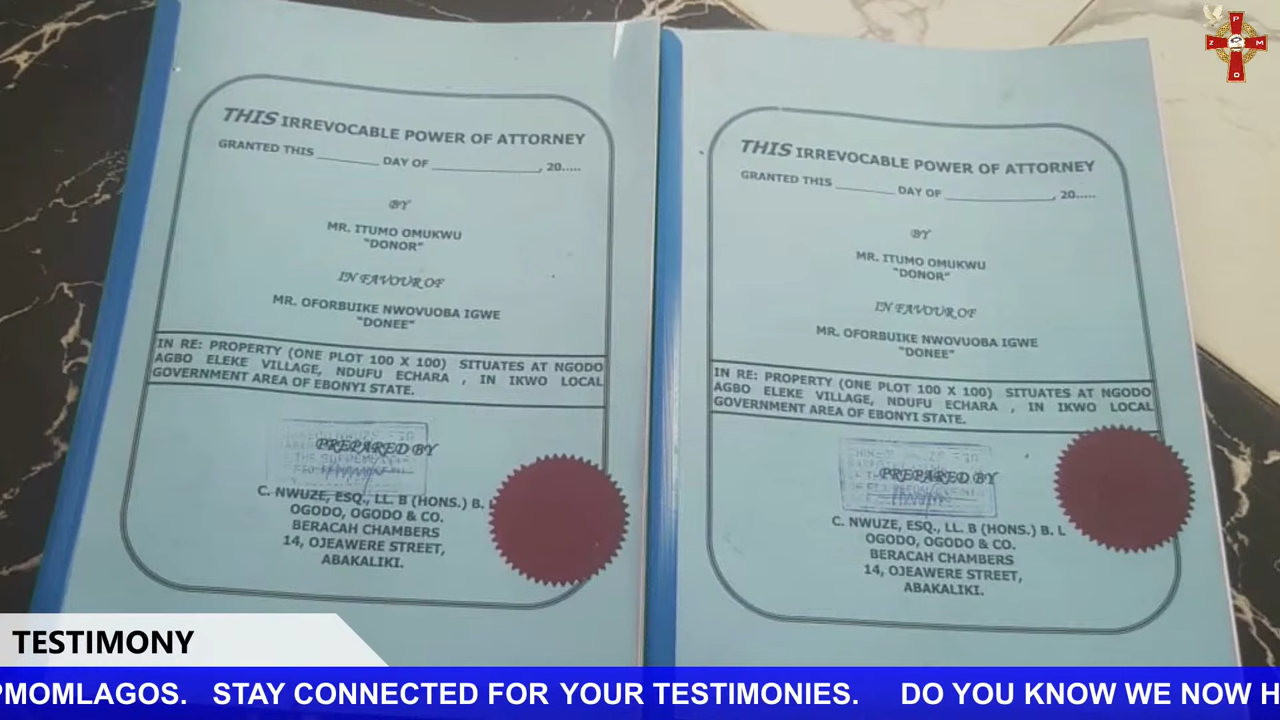 THIS IRREVOCABLE POWER OF ATTORNEY
GRANTED THIS ________ DAY OF ______________, 20.....
BY
MR. ITUMO OMUKWU
"DONOR"
IN FAVOUR OF
MR. OFORBUIKE NWOVUOBA IGWE
"DONEE"
IN RE: PROPERTY (ONE PLOT 100 X 100) SITUATES AT NGODO
AGBO ELEKE VILLAGE, NDUFU ECHARA , IN IKWO LOCAL
GOVERNMENT AREA OF EBONYI STATE.
PREPARED BY
C. NWUZE, ESQ., LL. B (HONS.) B.
OGODO, OGODO & CO.
BERACAH CHAMBERS
14, OJEAWERE STREET,
ABAKALIKI.
THIS IRREVOCABLE POWER OF ATTORNEY
GRANTED THIS ________ DAY OF ______________, 20.....
BY
MR. ITUMO OMUKWU
"DONOR"
IN FAVOUR OF
MR. OFORBUIKE NWOVUOBA IGWE
"DONEE"
IN RE: PROPERTY (ONE PLOT 100 X 100) SITUATES AT NGODO
AGBO ELEKE VILLAGE, NDUFU ECHARA , IN IKWO LOCAL
GOVERNMENT AREA OF EBONYI STATE.
PREPARED BY
C. NWUZE, ESQ., LL. B (HONS.) B. L
OGODO, OGODO & CO.
BERACAH CHAMBERS
14, OJEAWERE STREET,
ABAKALIKI.
P
Z M
O
TESTIMONY
PMOMLAGOS. STAY CONNECTED FOR YOUR TESTIMONIES. DO YOU KNOW WE NOW H